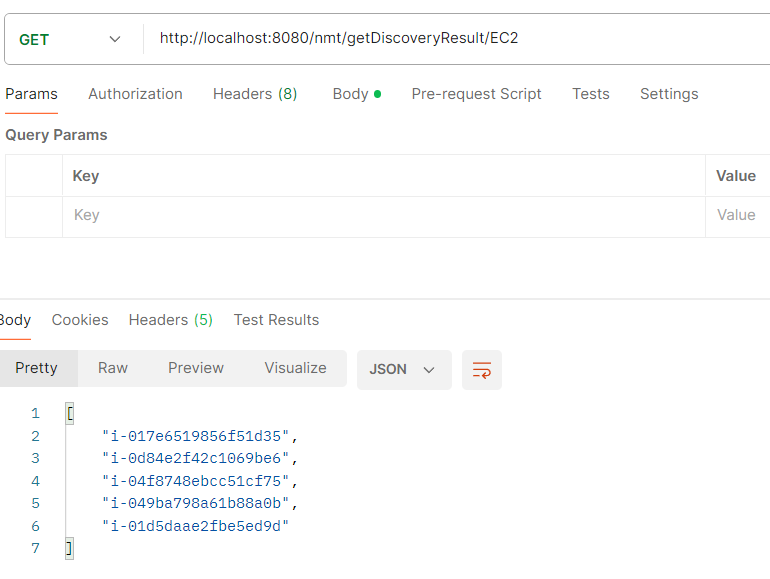 GET http://localhost:8080/nmt/getDiscoveryResult/EC2
Params Authorization Headers (8) Body Pre-request Script Tests Settings
Query Params
Key Value
Key Value
Body Cookies Headers (5) Test Results
Pretty Raw Preview Visualize JSON
1 [
2 "i-017e6519856f51d35",
3 "i-0d84e2f42c1069be6",
4 "i-04f8748ebcc51cf75",
5 "i-049ba798a61b88a0b",
6 "i-01d5daae2fbe5ed9d"
7 ]